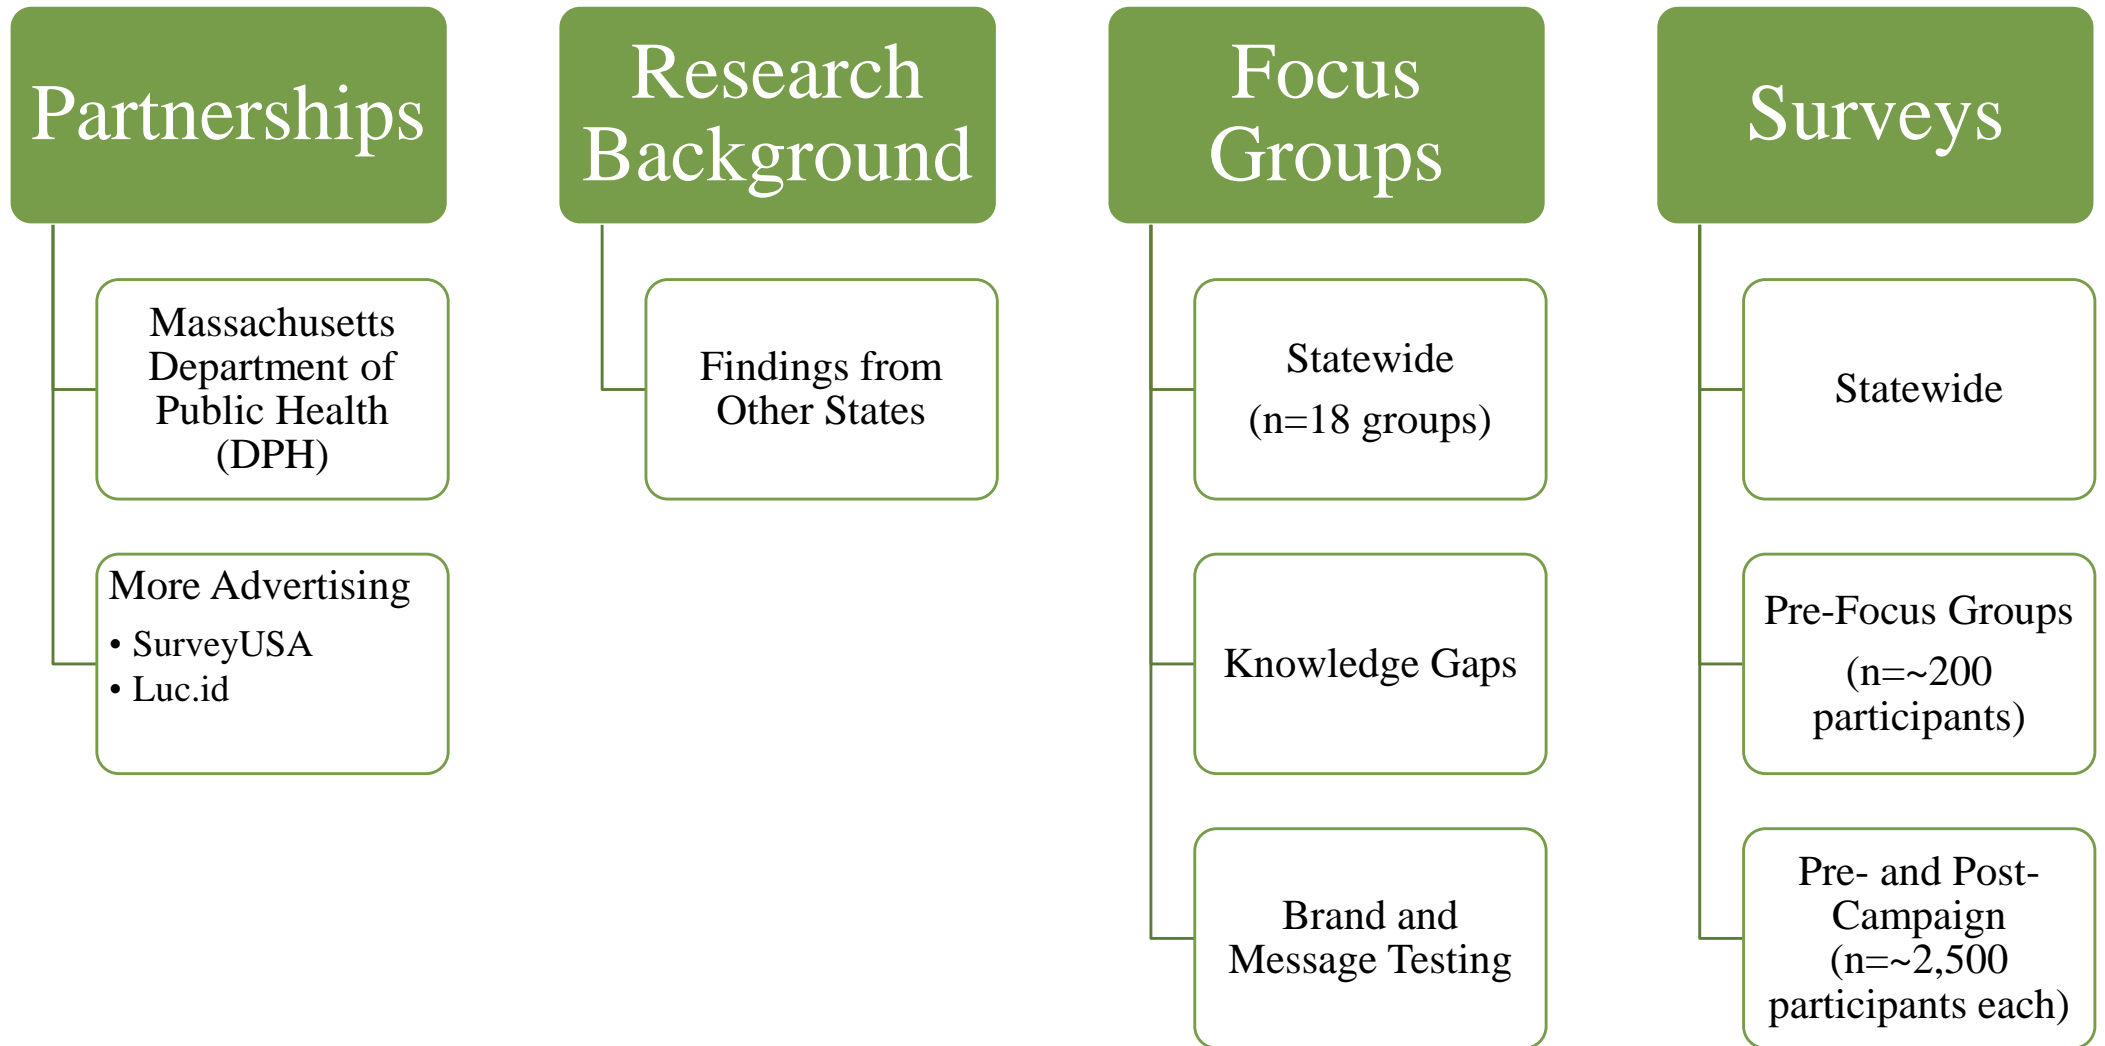 Partnerships
Massachusetts
Department of
Public Health
(DPH)
More Advertising
• SurveyUSA
• Luc.id
Research
Background
Findings from
Other States
Focus
Groups
Statewide
(n=18 groups)
Knowledge Gaps
Brand and
Message Testing
Surveys
Statewide
Pre-Focus Groups
(n=~200
participants)
Pre- and Post-
Campaign
(n=~2,500
participants each)